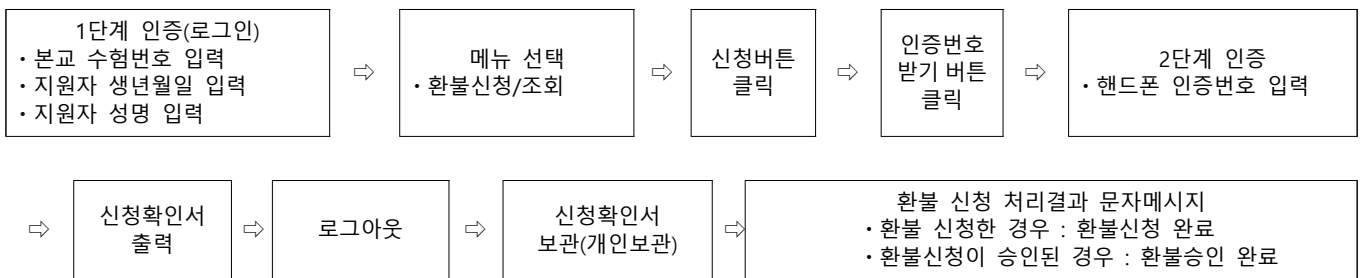 1단계 인증(로그인)
・본교 수험번호 입력
・지원자 생년월일 입력
・지원자 성명 입력
⇨
메뉴 선택
・환불신청/조회
⇨
신청버튼
클릭
⇨
인증번호
받기 버튼
클릭
⇨
2단계 인증
・핸드폰 인증번호 입력
⇨
신청확인서
출력
⇨
로그아웃
⇨
신청확인서
보관(개인보관)
⇨
환불 신청 처리결과 문자메시지
・환불 신청한 경우 : 환불신청 완료
・환불신청이 승인된 경우 : 환불승인 완료